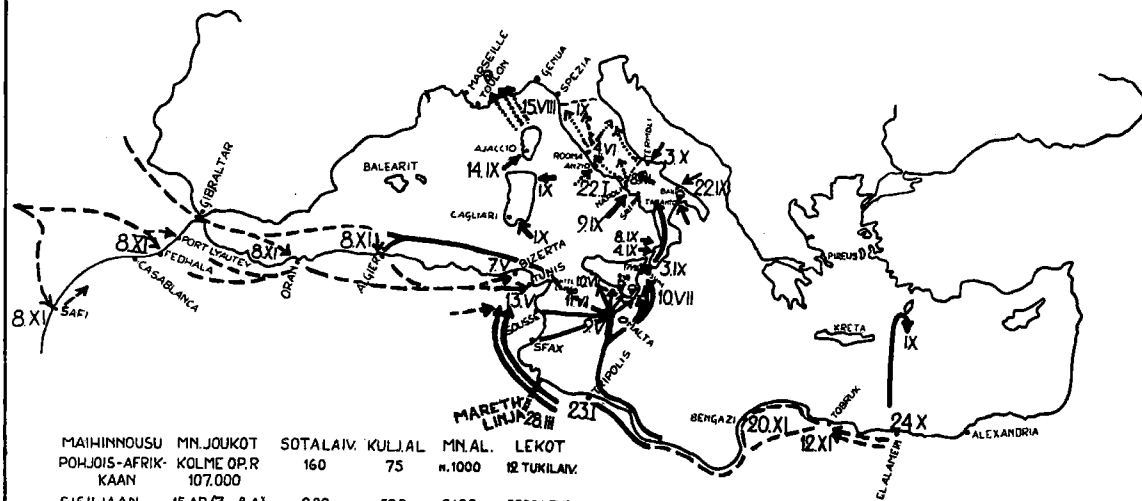 MARSEILLE
TOULON
GENUA
SPEZIA
15.VIII
IX
TERMOLI
AJACCIO
14.IX
ROOMA
ANZIO
3.X
BALEARIT
IX
22.I
NAPOLI
BARI
22.IX
TARANTO
GIBRALTAR
CAGLIARI
IX
9.IX
8.XI
PORT LYAUTEY
8.XI
8.XI
8.IX
4.IX
PIREUS
FEDHALA
CASABLANCA
ORAN
ALGIER
7.V
BIZERTA
TUNIS
3.IX
13.VI
11.VI
10.VII
8.XI
SAFI
SOUSSE
MALTA
KRETA
IX
SFAX
TRIPOLIS
MARETH
LINJA
28.III
23.I
BENGAZI
20.XI
TOBRUK
12.XI
24.X
EL ALAMEIN
ALEXANDRIA
MAIHINNOUSU MN.JOUKOT SOTALAIV. KULJ.AL MN.AL. LEKOT
POHJOIS-AFRIK- KOLME OP.R 160 75 n.1000 12 TUKILAIV.
KAAN 107.000